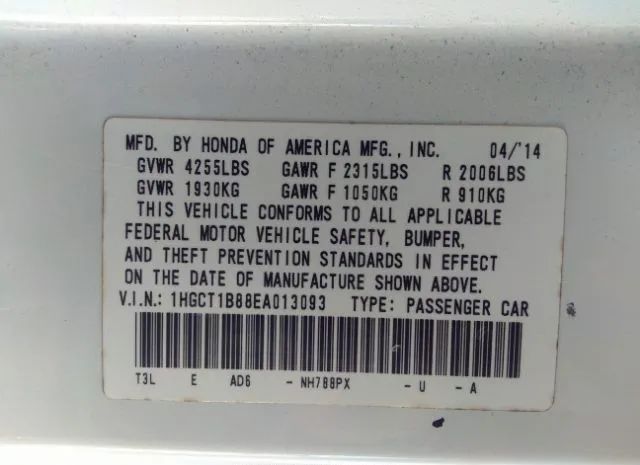 MFD. BY HONDA OF AMERICA MFG., INC. 04/'14
GVWR 4255LBS GAWR F 2315LBS R 2006LBS
GVWR 1930KG GAWR F 1050KG R 910KG
THIS VEHICLE CONFORMS TO ALL APPLICABLE
FEDERAL MOTOR VEHICLE SAFETY, BUMPER,
AND THEFT PREVENTION STANDARDS IN EFFECT
ON THE DATE OF MANUFACTURE SHOWN ABOVE.
V.I.N.: 1HGCT1B88EA013093 TYPE: PASSENGER CAR
T3L E AD6 - NH788PX - U - A